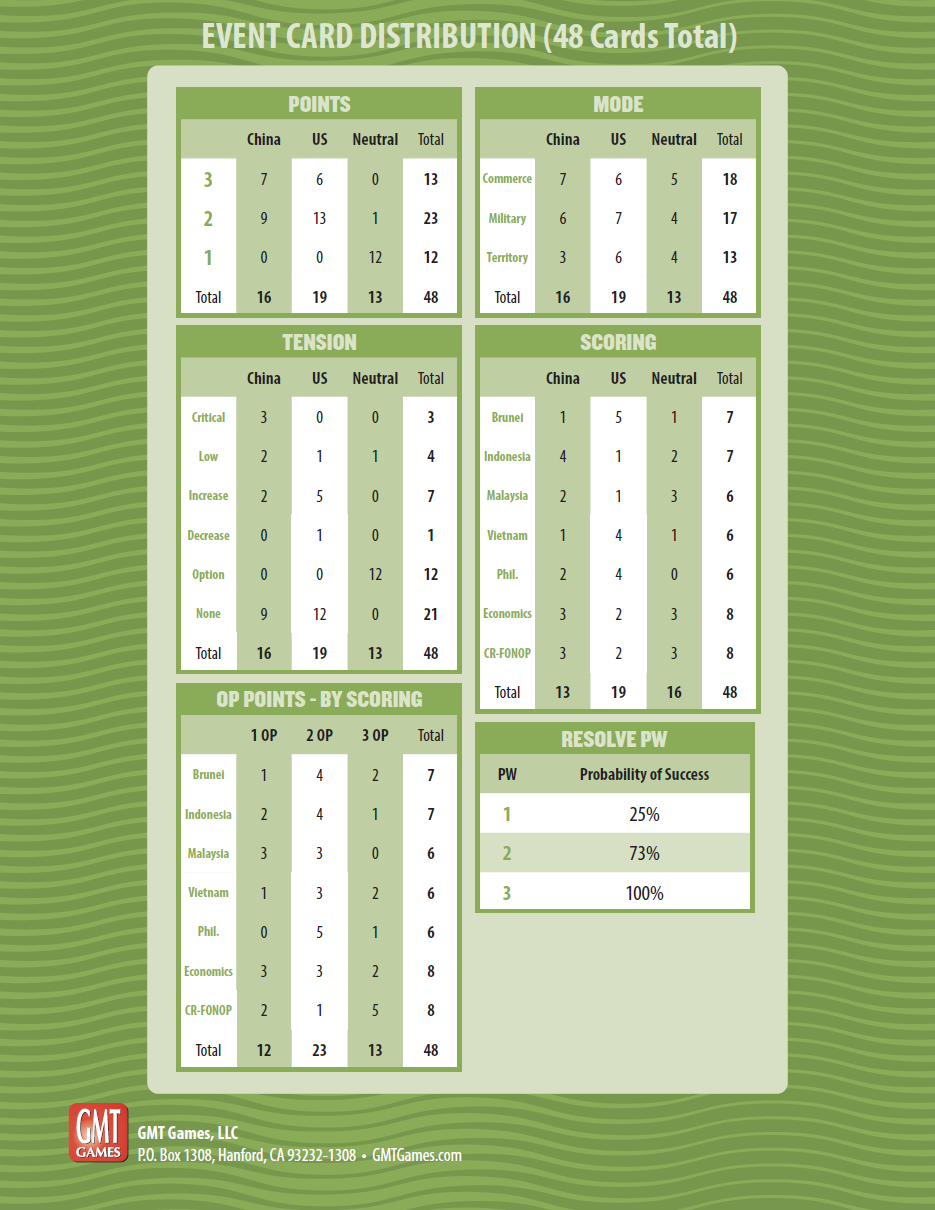 EVENT CARD DISTRIBUTION (48 Cards Total)
POINTS
China US Neutral Total
3 7 6 0 13
2 9 13 1 23
1 0 0 12 12
Total 16 19 13 48
MODE
China US Neutral Total
Commerce 7 6 5 18
Military 6 7 4 17
Territory 3 6 4 13
Total 16 19 13 48
TENSION
China US Neutral Total
Critical 3 0 0 3
Low 2 1 1 4
Increase 2 5 0 7
Decrease 0 1 0 1
Option 0 0 12 12
None 9 12 0 21
Total 16 19 13 48
SCORING
China US Neutral Total
Brunei 1 5 1 7
Indonesia 4 1 2 7
Malaysia 2 1 3 6
Vietnam 1 4 1 6
Phil. 2 4 0 6
Economics 3 2 3 8
CR-FONOP 3 2 3 8
Total 13 19 16 48
OP POINTS - BY SCORING
1 OP 2 OP 3 OP Total
Brunei 1 4 2 7
Indonesia 2 4 1 7
Malaysia 3 3 0 6
Vietnam 1 3 2 6
Phil. 0 5 1 6
Economics 3 3 2 8
CR-FONOP 2 1 5 8
Total 12 23 13 48
RESOLVE PW
PW Probability of Success
1 25%
2 73%
3 100%
GMT
GAMES
GMT Games, LLC
P.O. Box 1308, Hanford, CA 93232-1308 • GMTGames.com